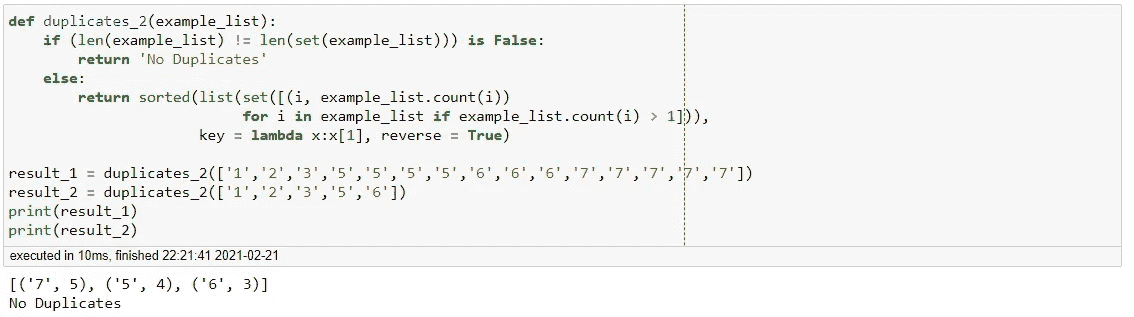 def duplicates_2(example_list):
    if (len(example_list) != len(set(example_list))) is False:
        return 'No Duplicates'
    else:
        return sorted(list(set([(i, example_list.count(i))
                           for i in example_list if example_list.count(i) > 1])),
                      key = lambda x:x[1], reverse = True)

result_1 = duplicates_2(['1','2','3','5','5','5','5','6','6','6','7','7','7','7','7'])
result_2 = duplicates_2(['1','2','3','5','6'])
print(result_1)
print(result_2)
executed in 10ms, finished 22:21:41 2021-02-21
[('7', 5), ('5', 4), ('6', 3)]
No Duplicates